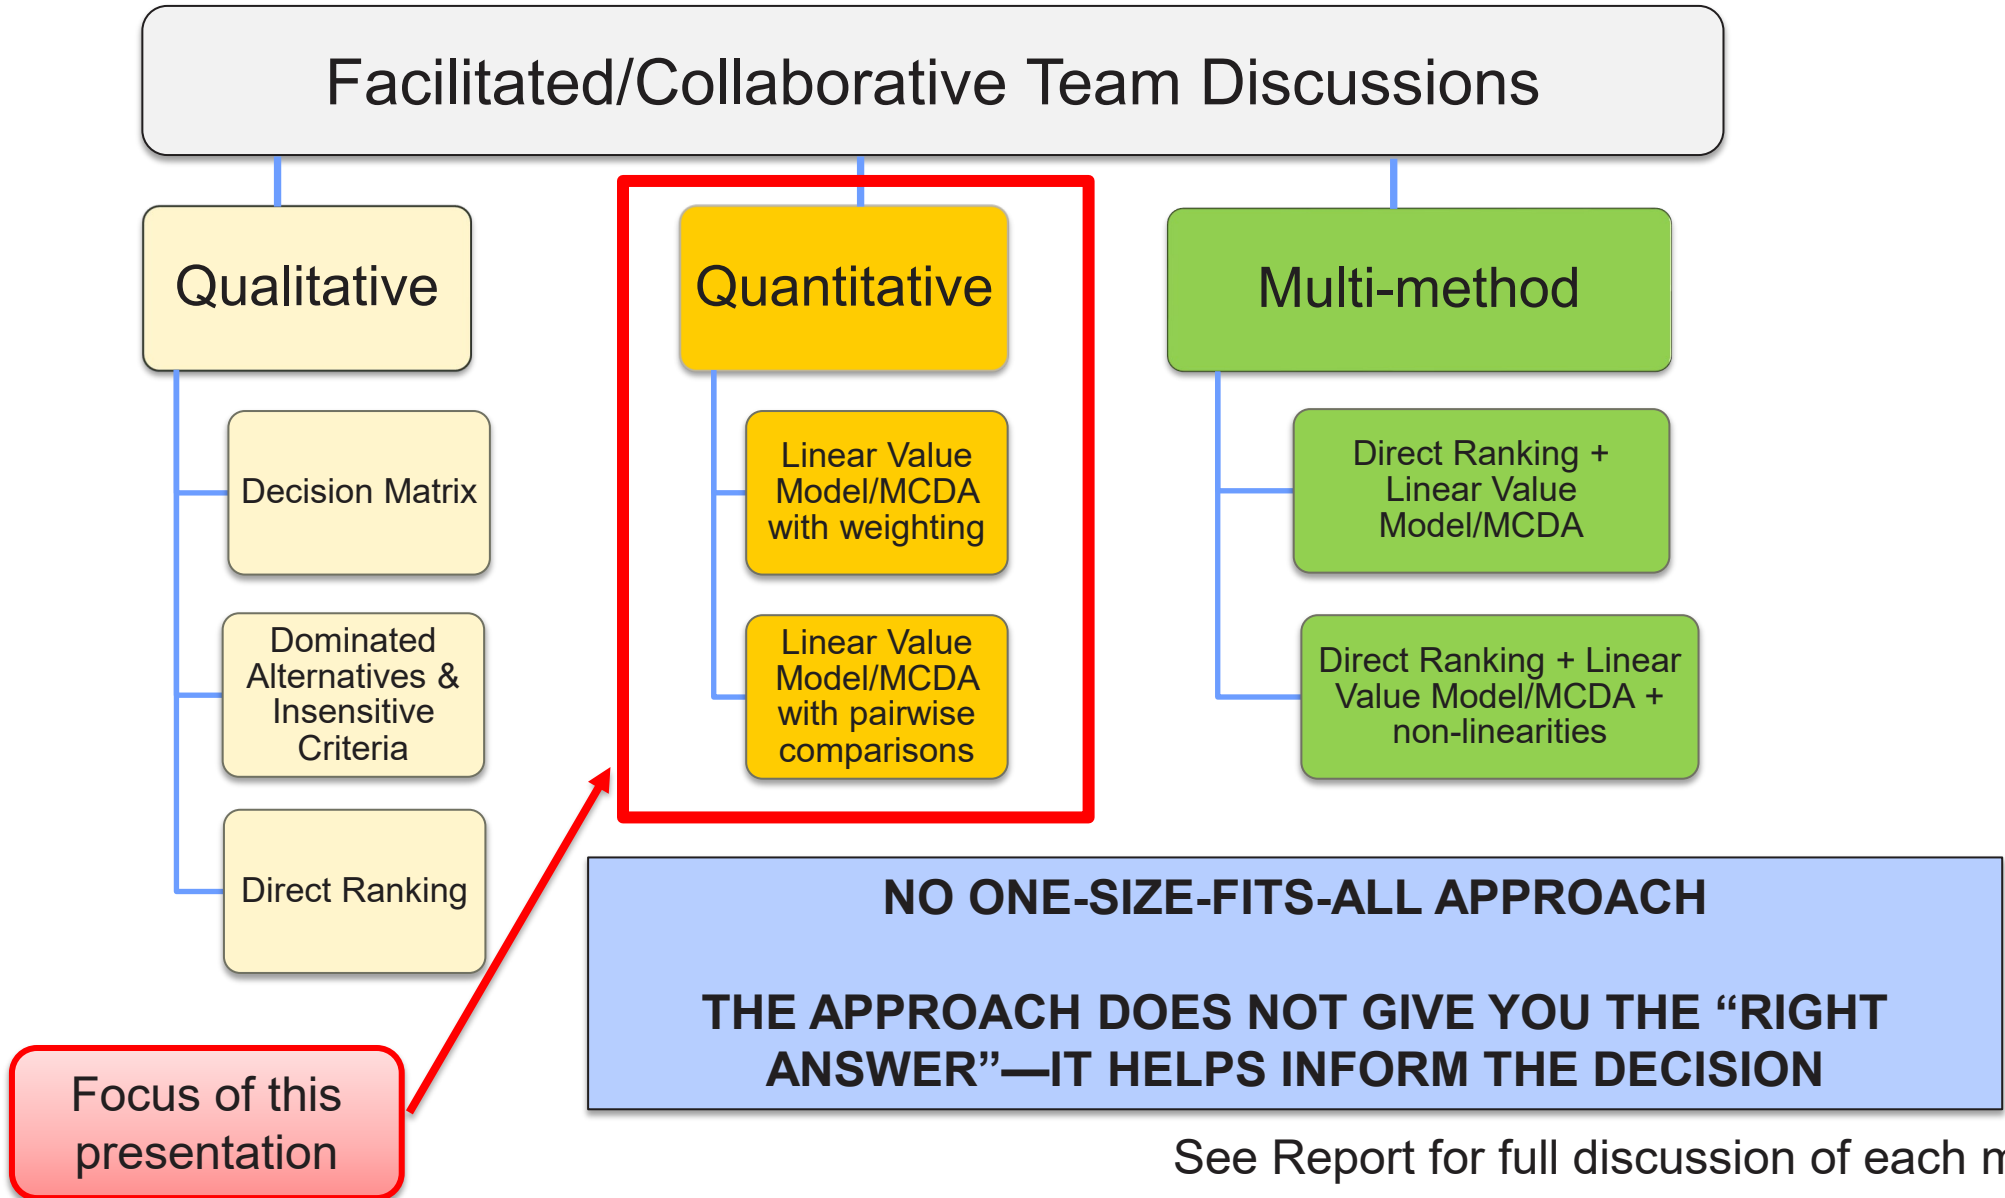 Facilitated/Collaborative Team Discussions
Qualitative
Decision Matrix
Dominated
Alternatives &
Insensitive
Criteria
Direct Ranking
Quantitative
Linear Value
Model/MCDA
with weighting
Linear Value
Model/MCDA
with pairwise
comparisons
Multi-method
Direct Ranking +
Linear Value
Model/MCDA
Direct Ranking + Linear
Value Model/MCDA +
non-linearities
NO ONE-SIZE-FITS-ALL APPROACH
THE APPROACH DOES NOT GIVE YOU THE “RIGHT
ANSWER”—IT HELPS INFORM THE DECISION
Focus of this
presentation
See Report for full discussion of each